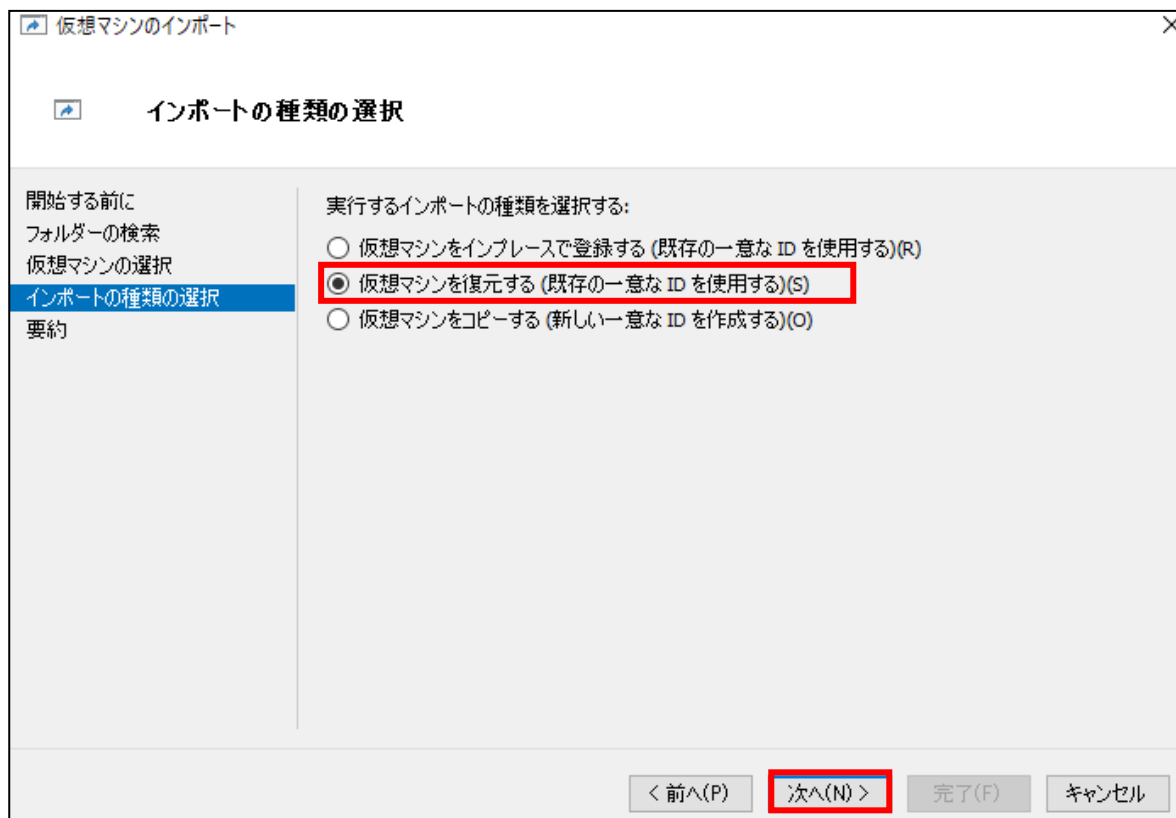 仮想マシンのインポート
インポートの種類の選択
開始する前に
フォルダーの検索
仮想マシンの選択
インポートの種類の選択
要約
実行するインポートの種類を選択する:
仮想マシンをインプレースで登録する (既存の一意な ID を使用する)(R)
仮想マシンを復元する (既存の一意な ID を使用する)(S)
仮想マシンをコピーする (新しい一意な ID を作成する)(O)
< 前へ(P)
次へ(N) >
完了(F)
キャンセル